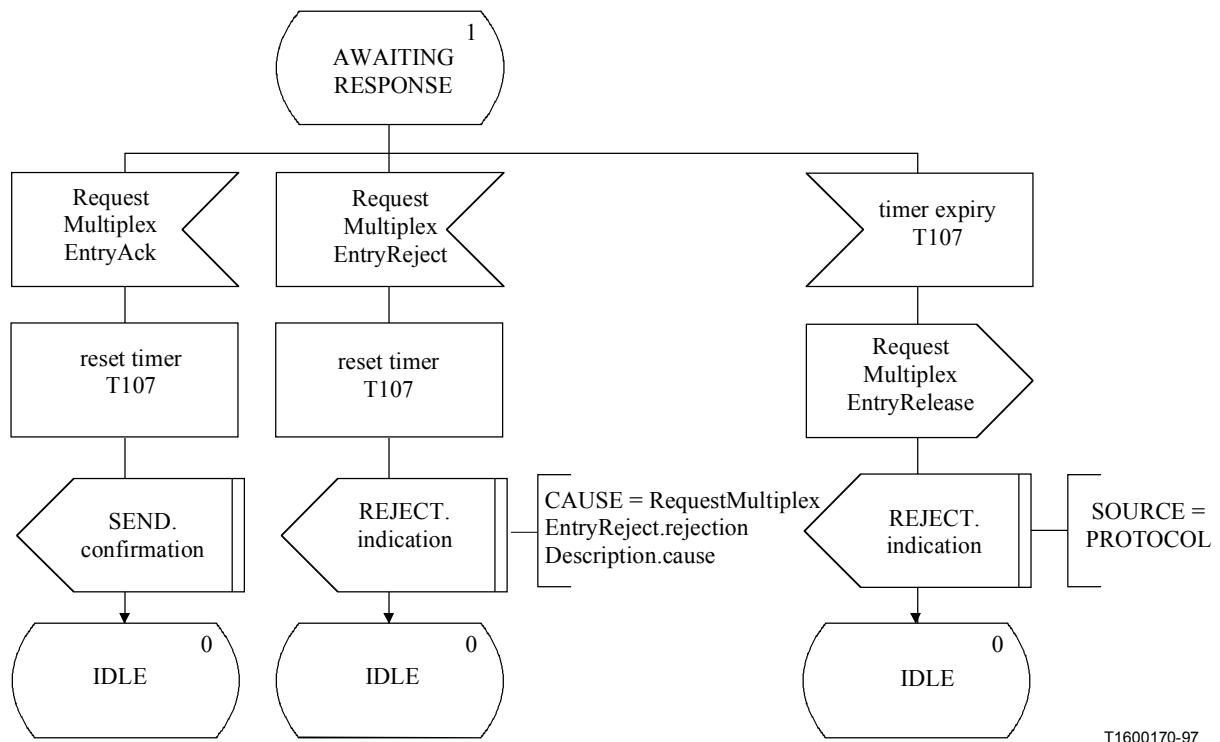 1
AWAITING
RESPONSE
Request
Multiplex
EntryAck
Request
Multiplex
EntryReject
timer expiry
T107
reset timer
T107
reset timer
T107
Request
Multiplex
EntryRelease
SEND.
confirmation
REJECT.
indication
CAUSE = RequestMultiplex
EntryReject.rejection
Description.cause
REJECT.
indication
SOURCE =
PROTOCOL
0
IDLE
0
IDLE
0
IDLE
T1600170-97